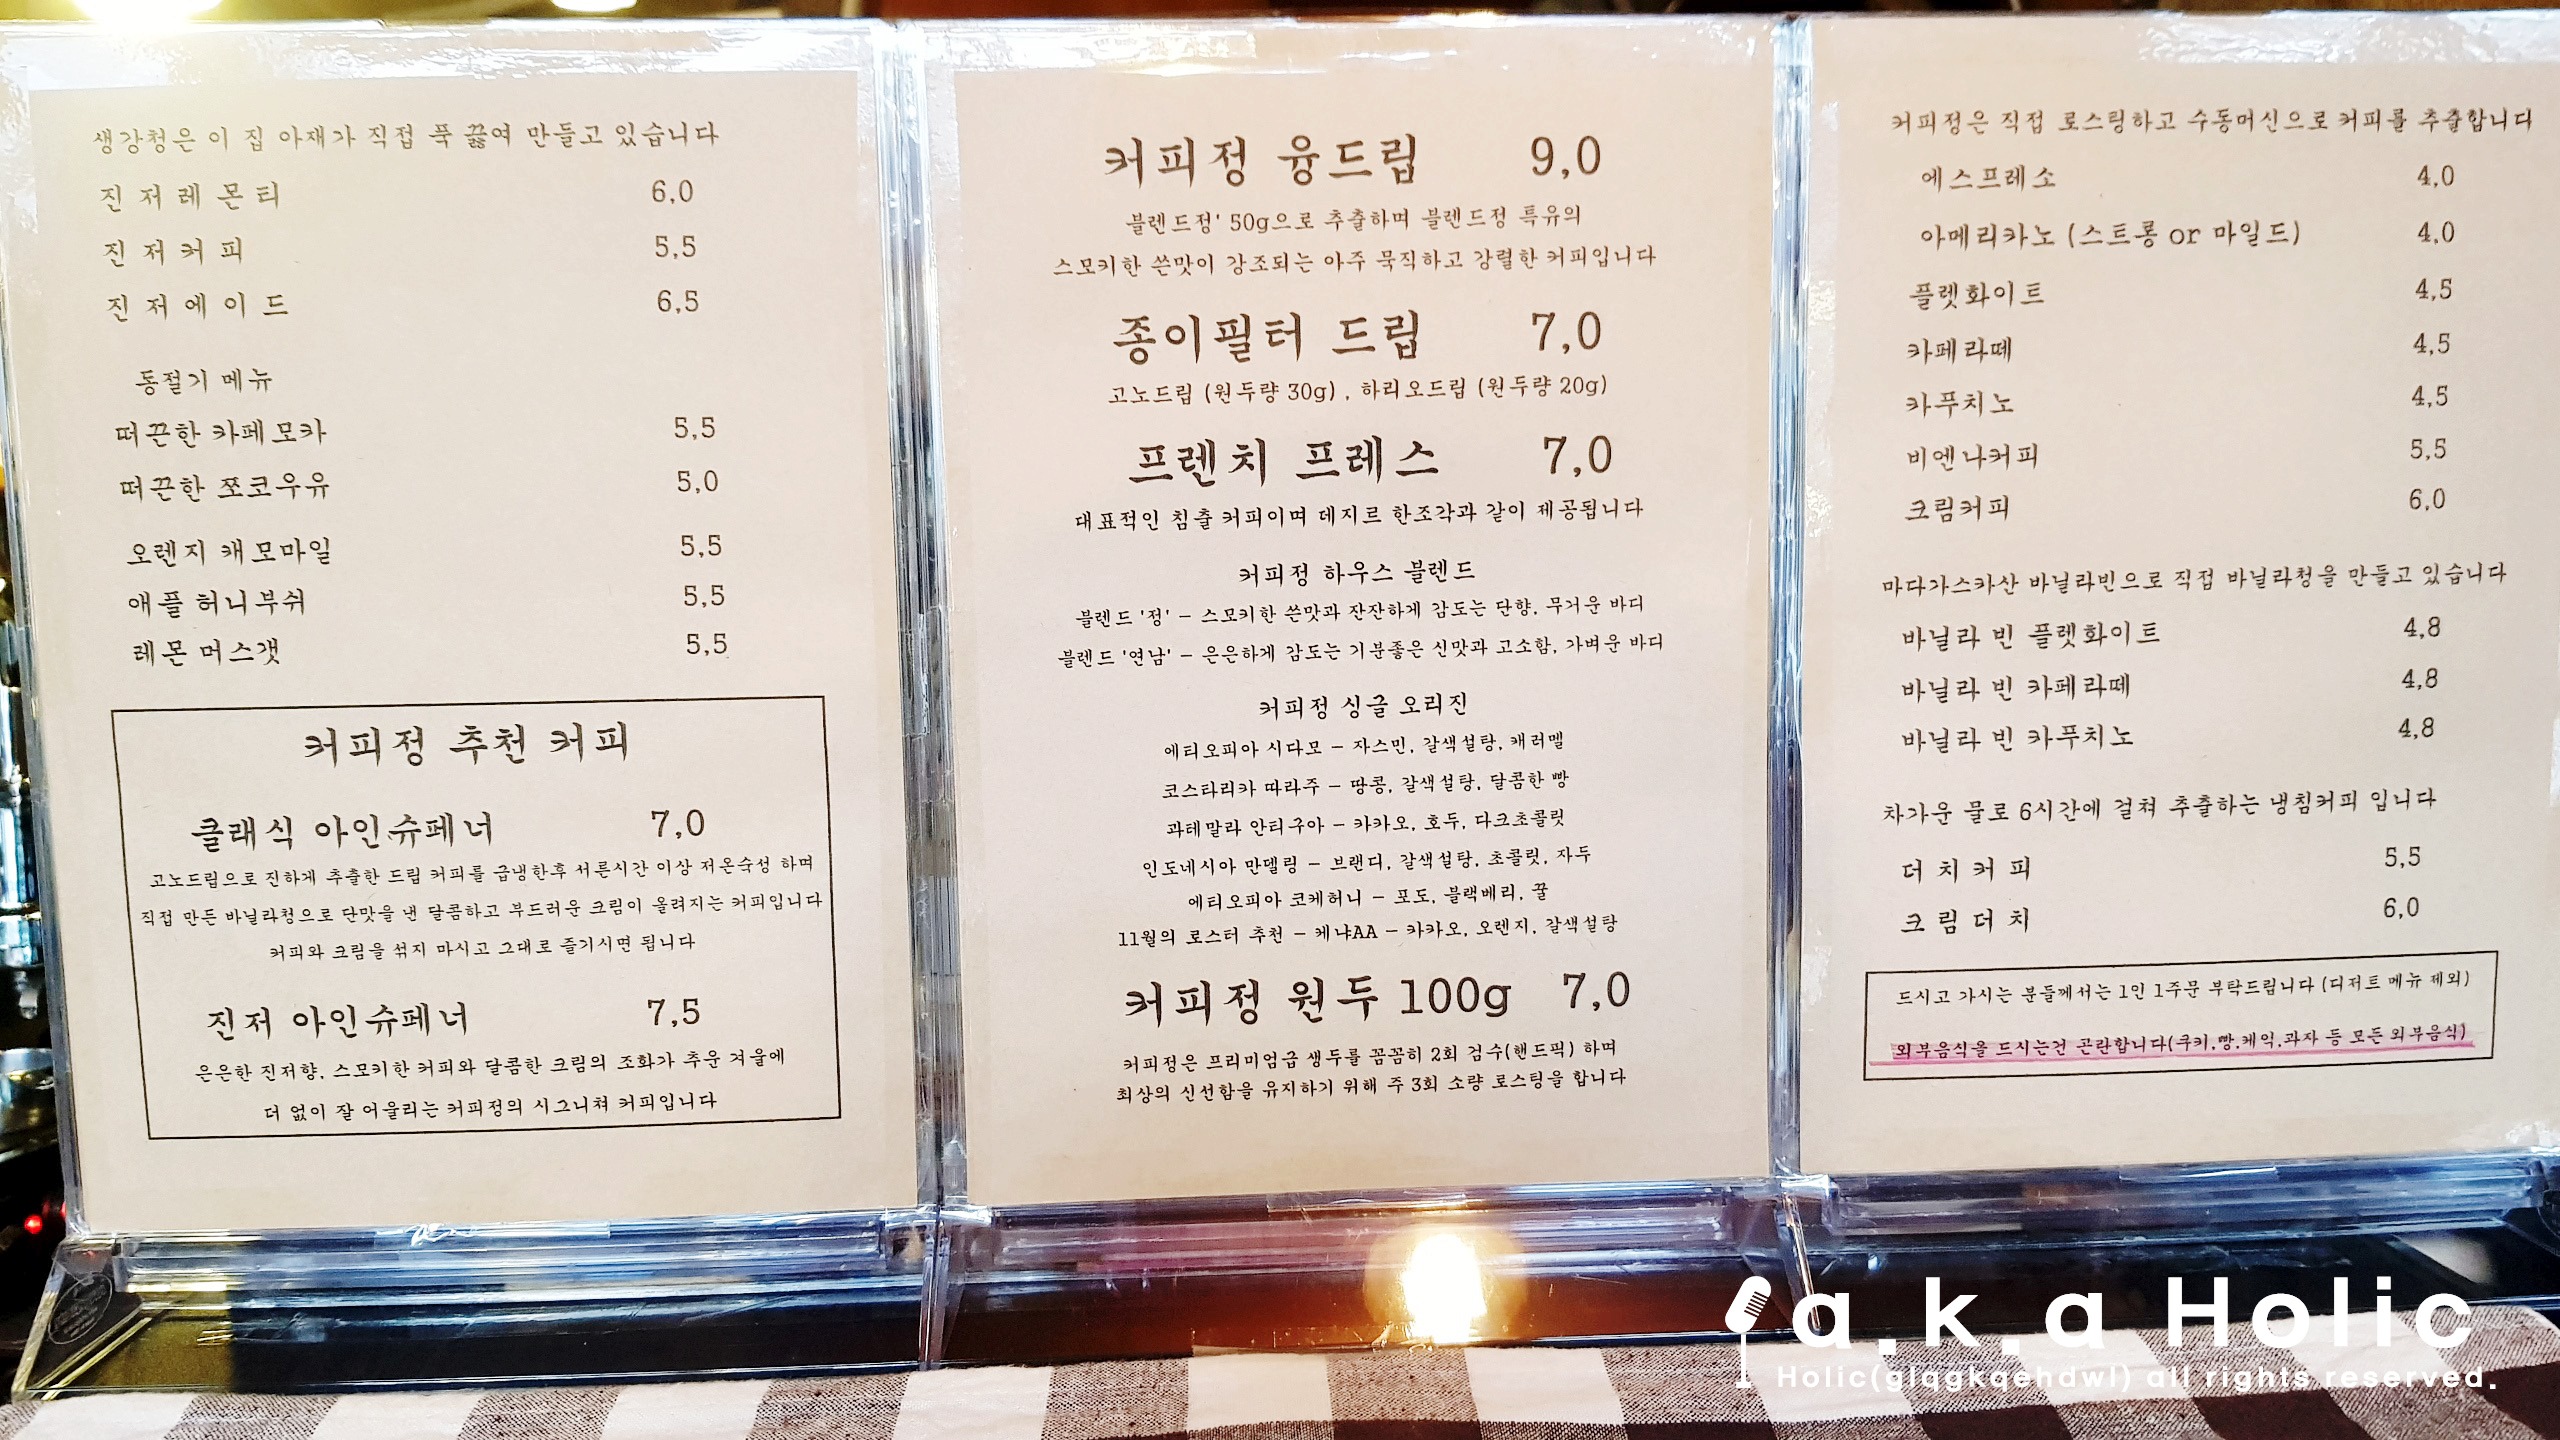 생강청은 이 집 아재가 직접 푹 끓여 만들고 있습니다
진저레몬티 6,0
진저커피 5,5
진저에이드 6,5
동절기 메뉴
떠끈한 카페모카 5,5
떠끈한 쪼코우유 5,0
오렌지 캐모마일 5,5
애플 허니부쉬 5,5
레몬 머스캣 5,5
커피정 추천 커피
클래식 아인슈페너 7,0
고노드립으로 진하게 추출한 드립 커피를 급냉한후 서른시간 이상 저온숙성 하며
직접 만든 바닐라청으로 단맛을 낸 달콤하고 부드러운 크림이 올려지는 커피입니다
커피와 크림을 섞지 마시고 그대로 즐기시면 됩니다
진저 아인슈페너 7,5
은은한 진저향, 스모키한 커피와 달콤한 크림의 조화가 추운 겨울에
더 없이 잘 어울리는 커피정의 시그니쳐 커피입니다
커피정 융드립 9,0
블렌드정' 50g으로 추출하며 블렌드정 특유의
스모키한 쓴맛이 강조되는 아주 묵직하고 강렬한 커피입니다
종이필터 드립 7,0
고노드립 (원두량 30g) , 하리오드립 (원두량 20g)
프렌치 프레스 7,0
대표적인 침출 커피이며 데지르 한조각과 같이 제공됩니다
커피정 하우스 블렌드
블렌드 '정' - 스모키한 쓴맛과 잔잔하게 감도는 단향, 무거운 바디
블렌드 '연남' - 은은하게 감도는 기분좋은 신맛과 고소함, 가벼운 바디
커피정 싱글 오리진
에티오피아 시다모 - 자스민, 갈색설탕, 캐러멜
코스타리카 따라주 - 땅콩, 갈색설탕, 달콤한 빵
과테말라 안티구아 - 카카오, 호두, 다크초콜릿
인도네시아 만델링 - 브랜디, 갈색설탕, 초콜릿, 자두
에티오피아 코케허니 - 포도, 블랙베리, 꿀
11월의 로스터 추천 - 케냐AA - 카카오, 오렌지, 갈색설탕
커피정 원두 100g 7,0
커피정은 프리미엄급 생두를 꼼꼼히 2회 검수(핸드픽) 하며
최상의 신선함을 유지하기 위해 주 3회 소량 로스팅을 합니다
커피정은 직접 로스팅하고 수동머신으로 커피를 추출합니다
에스프레소 4,0
아메리카노 (스트롱 or 마일드) 4,0
플렛화이트 4,5
카페라떼 4,5
카푸치노 4,5
비엔나커피 5,5
크림커피 6,0
마다가스카산 바닐라빈으로 직접 바닐라청을 만들고 있습니다
바닐라 빈 플렛화이트 4,8
바닐라 빈 카페라떼 4,8
바닐라 빈 카푸치노 4,8
차가운 물로 6시간에 걸쳐 추출하는 냉침커피 입니다
더치커피 5,5
크림더치 6,0
드시고 가시는 분들께서는 1인 1주문 부탁드립니다 (디저트 메뉴 제외)
외부음식을 드시는건 곤란합니다(쿠키,빵,케익,과자 등 모든 외부음식)
a.k.a Holic
Holic(glqgkqehdwl) all rights reserved.